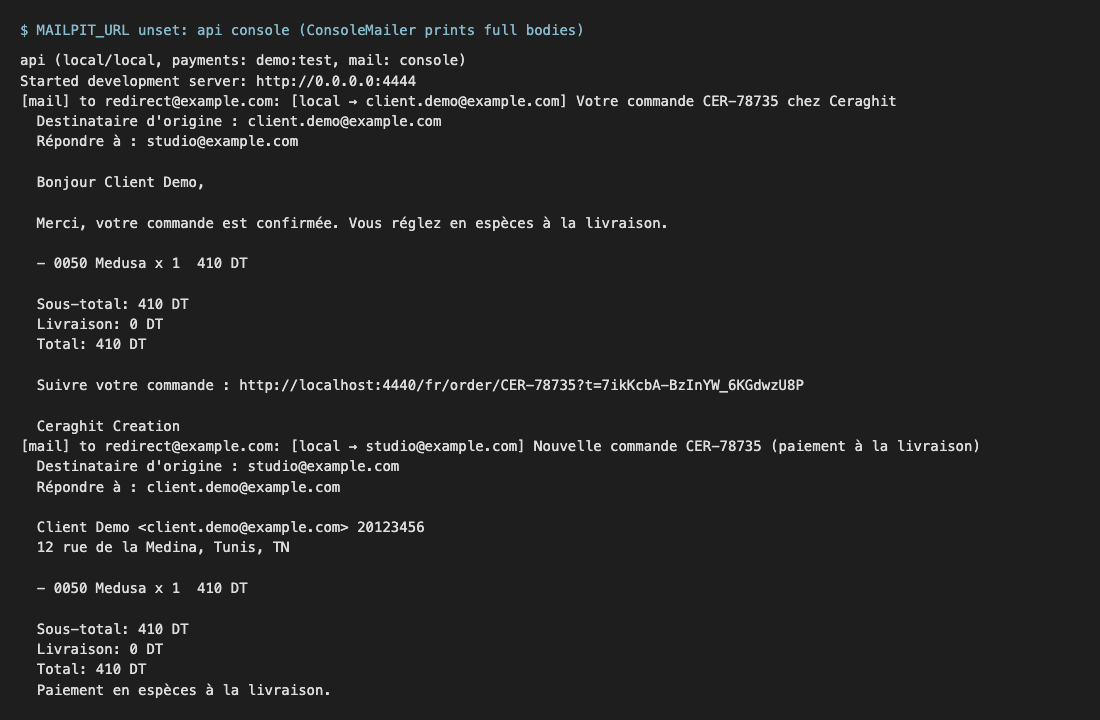 $ MAILPIT_URL unset: api console (ConsoleMailer prints full bodies)
api (local/local, payments: demo:test, mail: console)
Started development server: http://0.0.0.0:4444
[mail] to redirect@example.com: [local → client.demo@example.com] Votre commande CER-78735 chez Ceraghit
Destinataire d'origine : client.demo@example.com
Répondre à : studio@example.com
Bonjour Client Demo,
Merci, votre commande est confirmée. Vous réglez en espèces à la livraison.
- 0050 Medusa x 1  410 DT
Sous-total: 410 DT
Livraison: 0 DT
Total: 410 DT
Suivre votre commande : http://localhost:4440/fr/order/CER-78735?t=7ikKcbA-BzInYW_6KGdwzU8P
Ceraghit Creation
[mail] to redirect@example.com: [local → studio@example.com] Nouvelle commande CER-78735 (paiement à la livraison)
Destinataire d'origine : studio@example.com
Répondre à : client.demo@example.com
Client Demo <client.demo@example.com> 20123456
12 rue de la Medina, Tunis, TN
- 0050 Medusa x 1  410 DT
Sous-total: 410 DT
Livraison: 0 DT
Total: 410 DT
Paiement en espèces à la livraison.